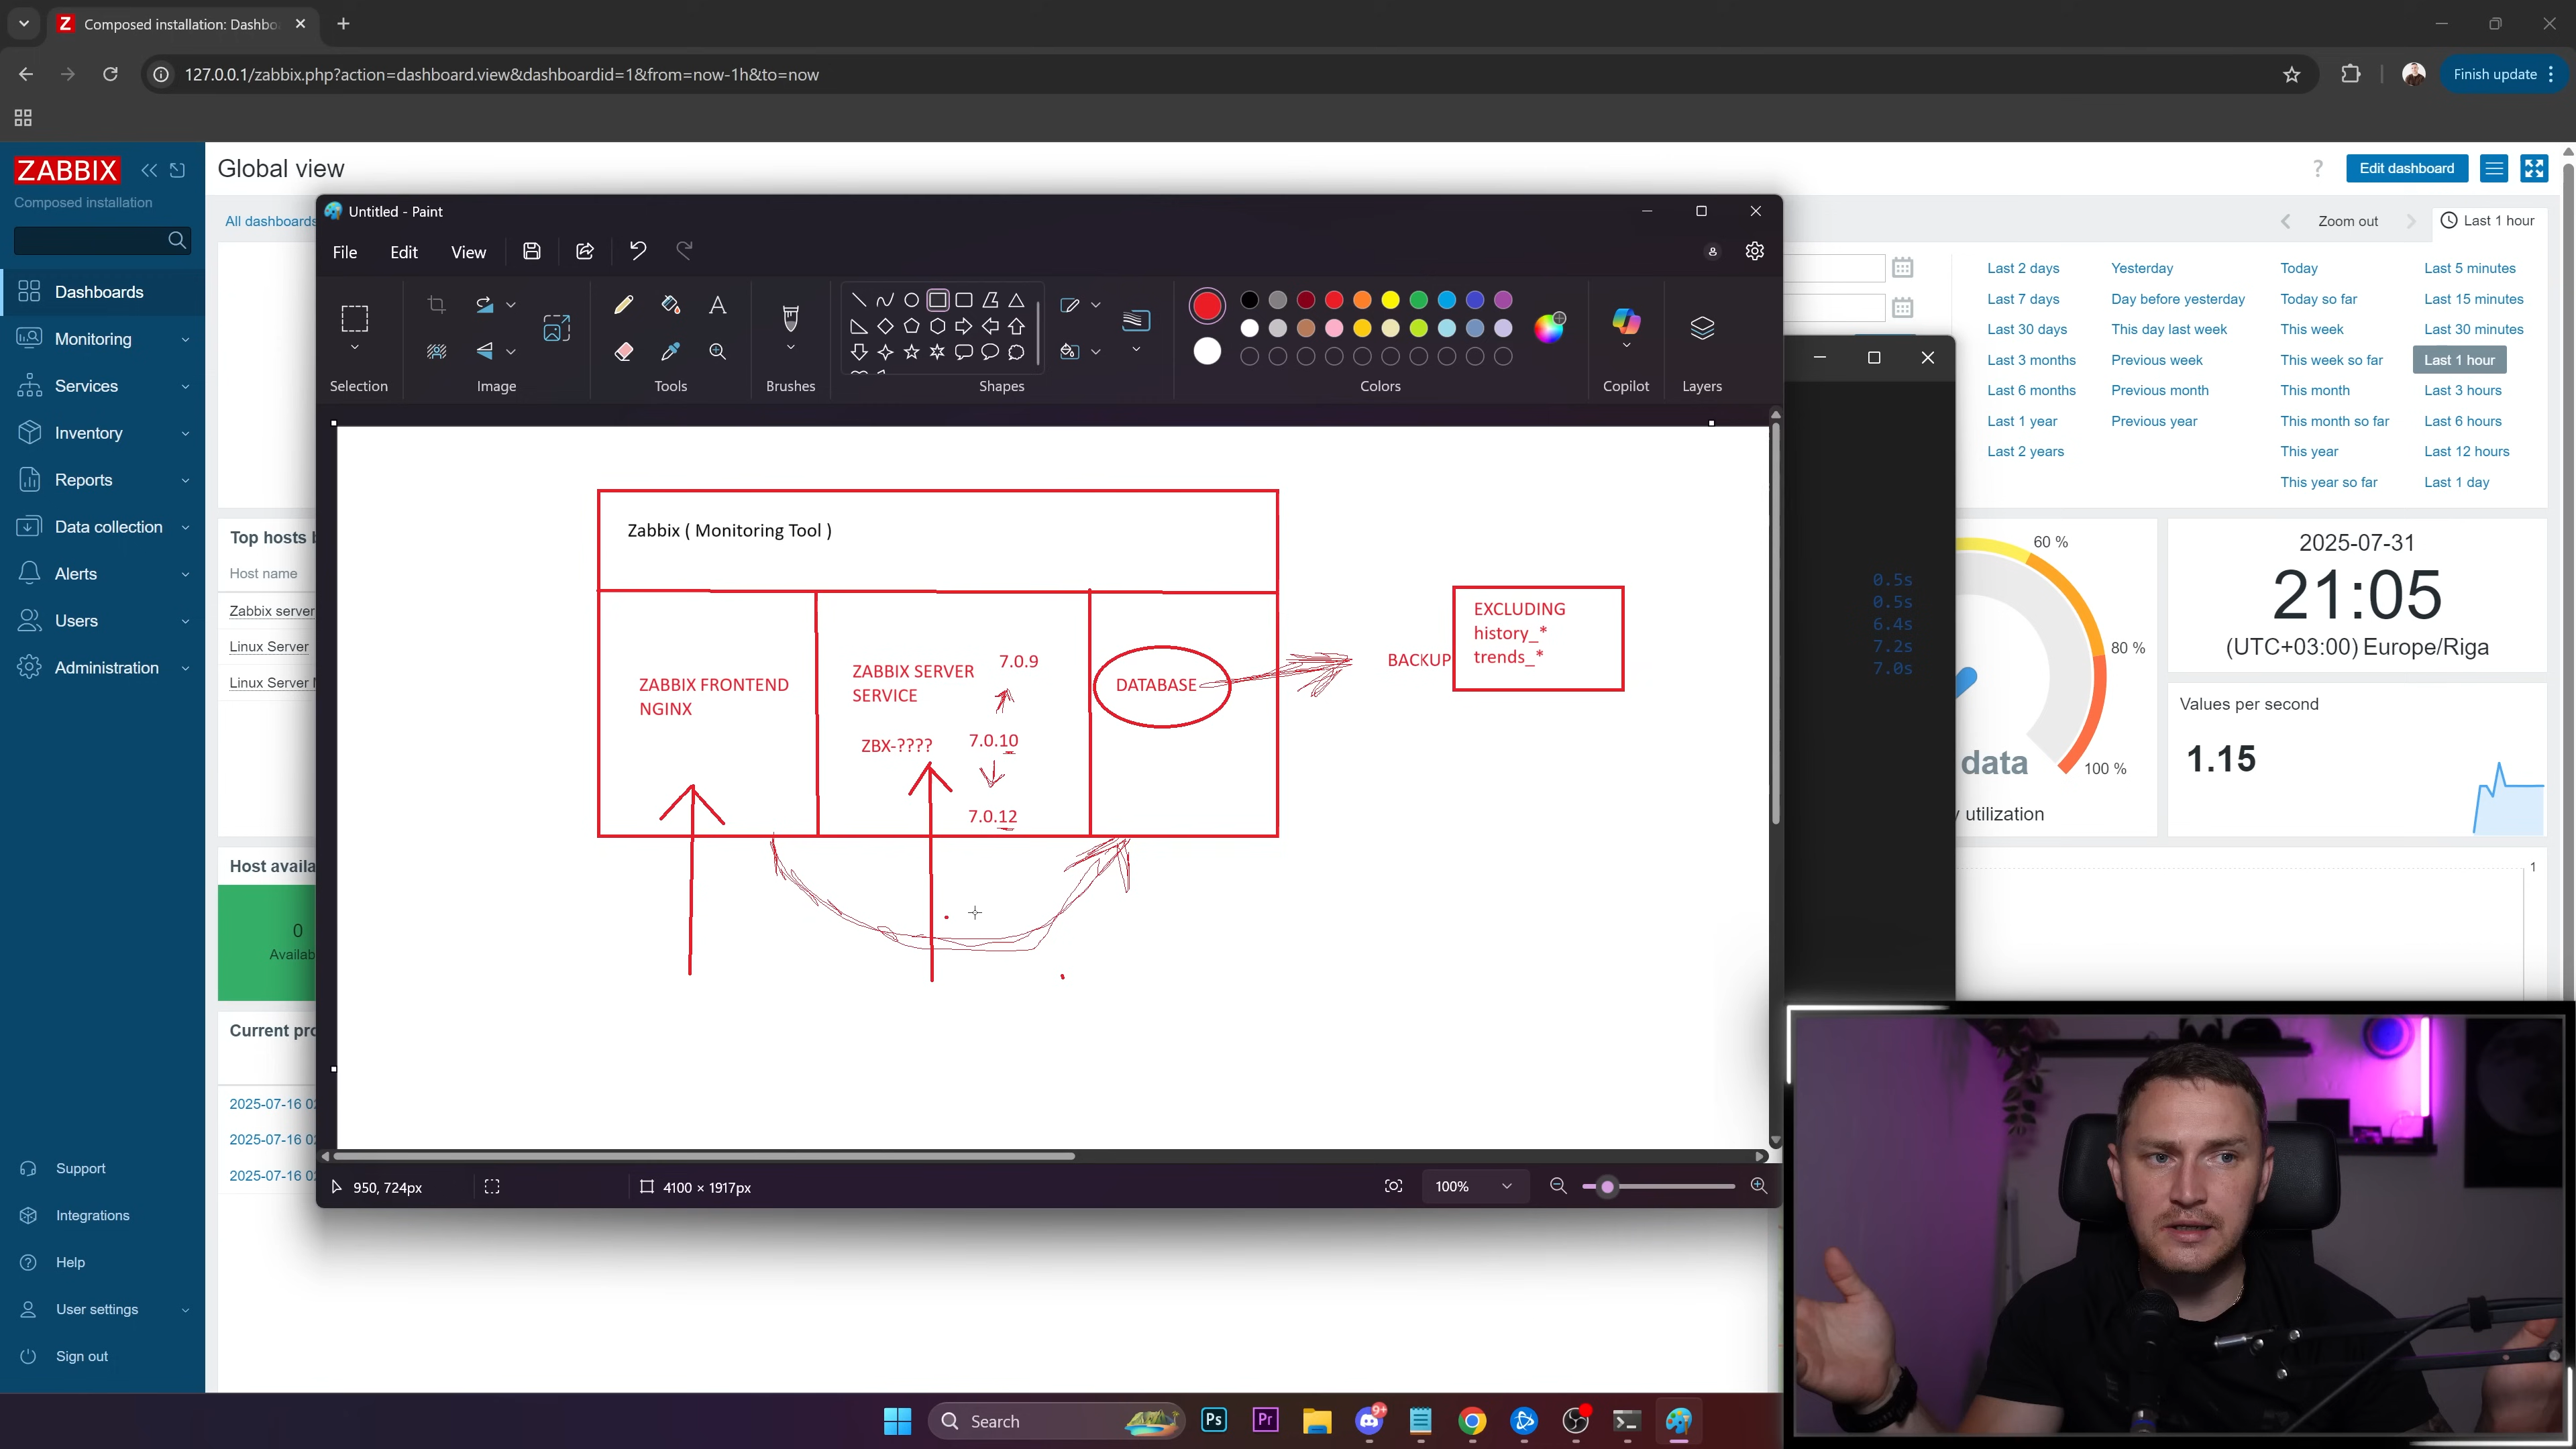 Composed installation: Dashbo
127.0.0.1/zabbix.php?action=dashboard.view&dashboardid=1&from=now-1h&to=now
Finish update
ZABBIX
Composed installation
Dashboards
Monitoring
Services
Inventory
Reports
Data collection
Alerts
Users
Administration
Support
Integrations
Help
User settings
Sign out
Global view
Edit dashboard
All dashboards
Zoom out
Last 1 hour
Last 2 days Yesterday Today Last 5 minutes
Last 7 days Day before yesterday Today so far Last 15 minutes
Last 30 days This day last week This week Last 30 minutes
Last 3 months Previous week This week so far Last 1 hour
Last 6 months Previous month This month Last 3 hours
Last 1 year Previous year This month so far Last 6 hours
Last 2 years This year Last 12 hours
This year so far Last 1 day
Top hosts b
Host name
Zabbix server
Linux Server
Linux Server
Host availa
0
Availab
Current pro
2025-07-16 0
2025-07-16 0
2025-07-16 0
Untitled - Paint
File Edit View
Selection Image Tools Brushes Shapes Colors Copilot Layers
Zabbix ( Monitoring Tool )
ZABBIX FRONTEND
NGINX
ZABBIX SERVER
SERVICE
ZBX-????
7.0.9
7.0.10
7.0.12
DATABASE
BACKUP
EXCLUDING
history_*
trends_*
950, 724px
4100 × 1917px
100%
0.5s
0.5s
6.4s
7.2s
7.0s
60 %
80 %
100 %
data
utilization
2025-07-31
21:05
(UTC+03:00) Europe/Riga
Values per second
1.15
1
Search
Ps
Pr
9+